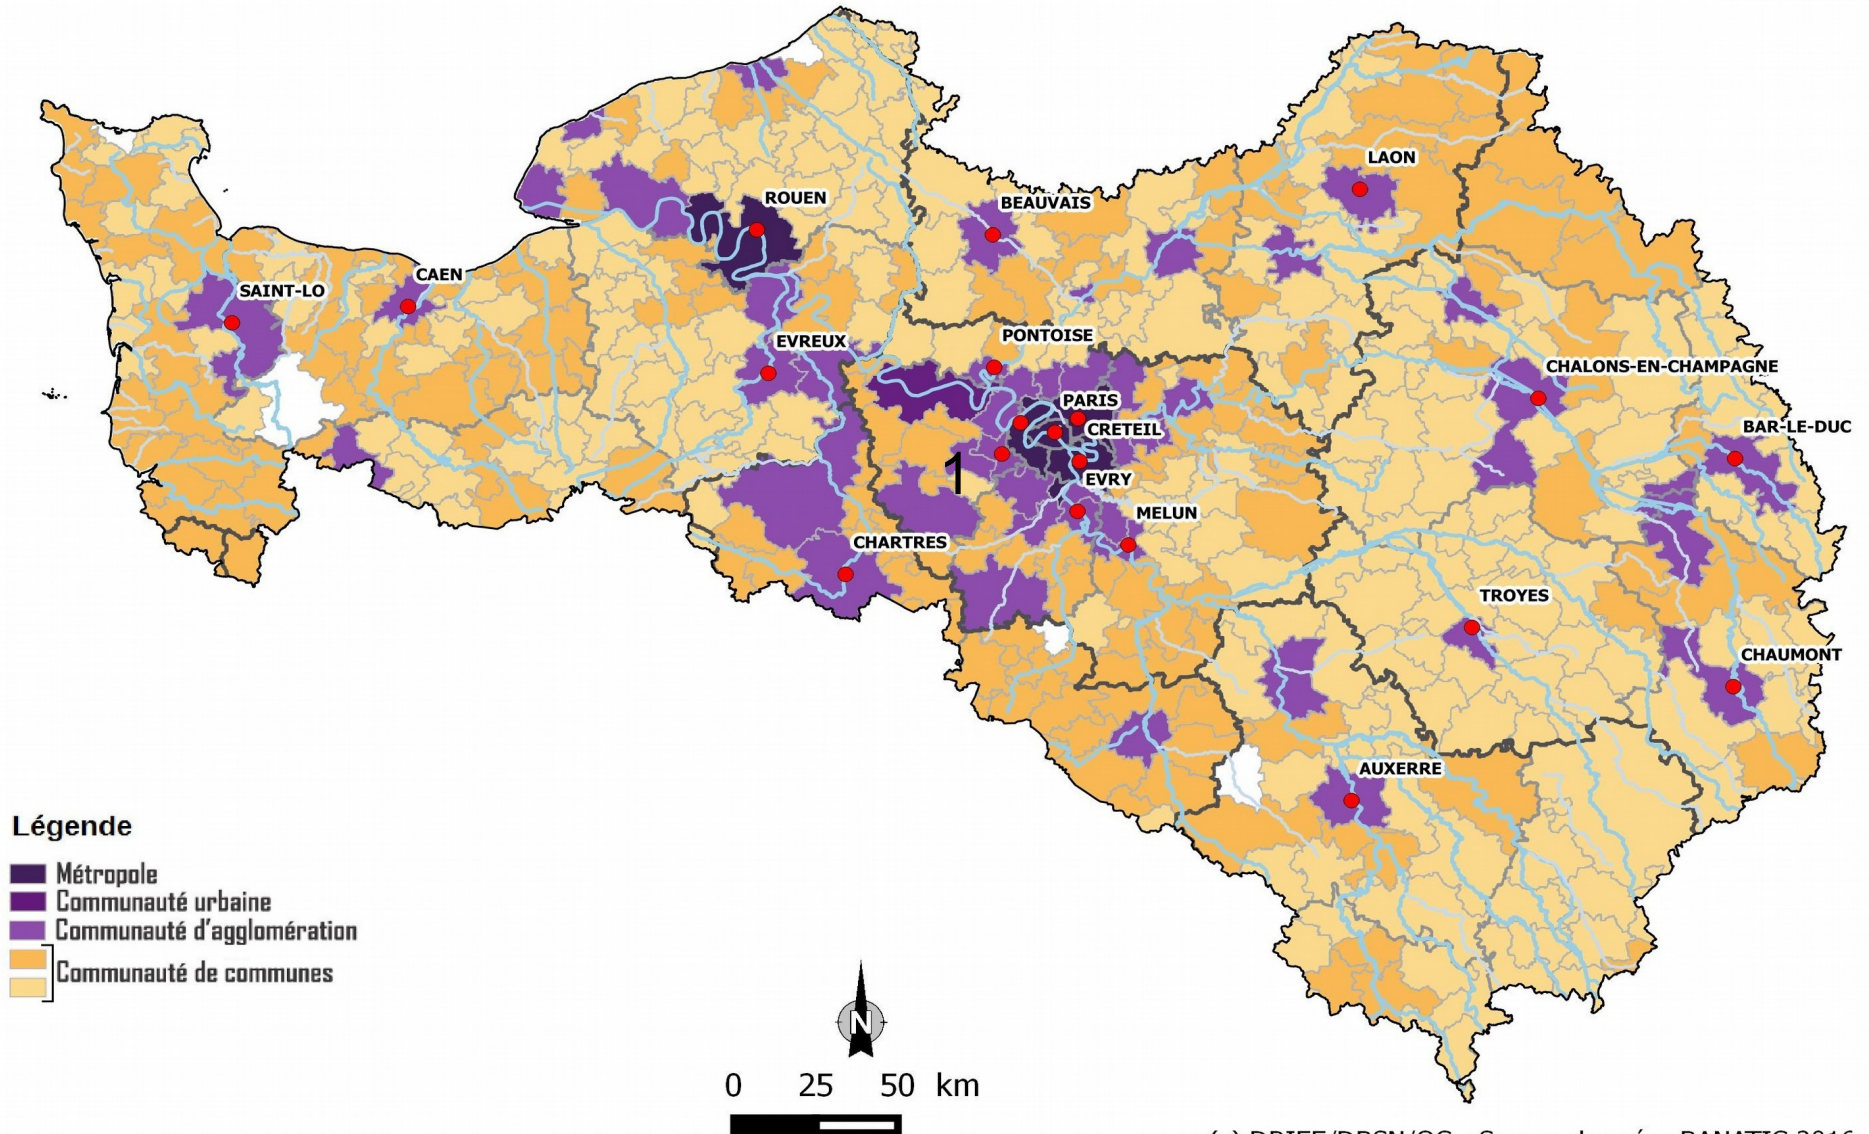 LAON
ROUEN
BEAUVAIS
CAEN
SAINT-LO
PONTOISE
EVREUX
CHALONS-EN-CHAMPAGNE
PARIS
CRETEIL
BAR-LE-DUC
1
EVRY
MELUN
CHARTRES
TROYES
CHAUMONT
AUXERRE
Légende
Métropole
Communauté urbaine
Communauté d'agglomération
Communauté de communes
N
0 25 50 km